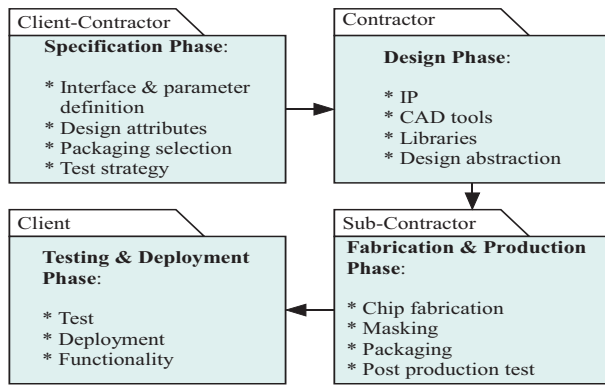 Client-Contractor
Specification Phase:
* Interface & parameter
definition
* Design attributes
* Packaging selection
* Test strategy
Contractor
Design Phase:
* IP
* CAD tools
* Libraries
* Design abstraction
Client
Testing & Deployment
Phase:
* Test
* Deployment
* Functionality
Sub-Contractor
Fabrication & Production
Phase:
* Chip fabrication
* Masking
* Packaging
* Post production test